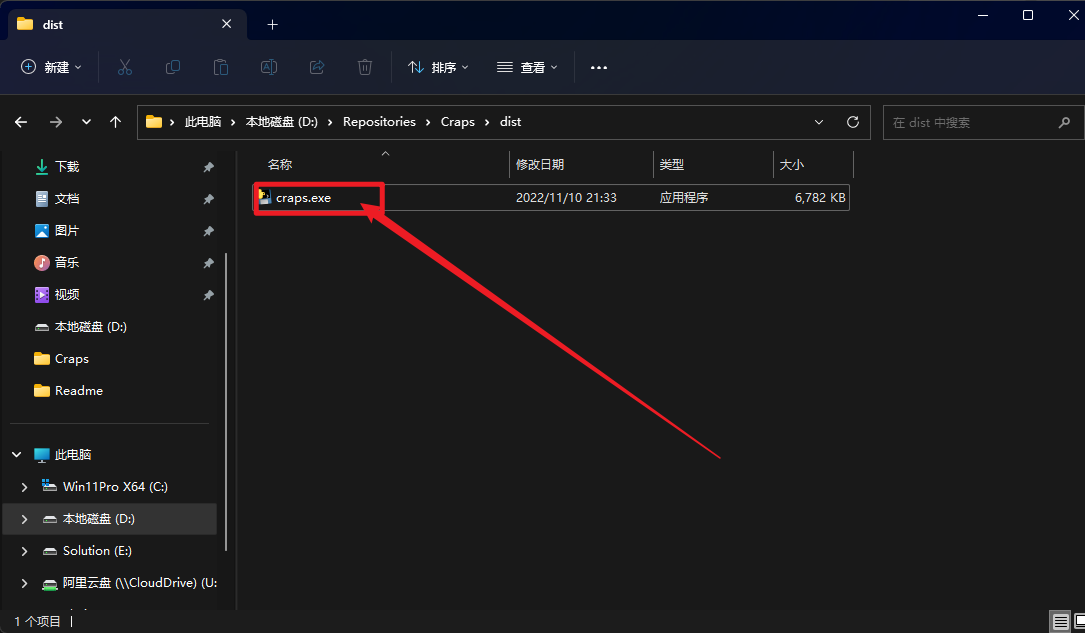 dist
新建
排序
查看
此电脑 本地磁盘 (D:) Repositories Craps dist
在 dist 中搜索
名称 修改日期 类型 大小
craps.exe 2022/11/10 21:33 应用程序 6,782 KB
下载
文档
图片
音乐
视频
本地磁盘 (D:)
Craps
Readme
此电脑
Win11Pro X64 (C:)
本地磁盘 (D:)
Solution (E:)
阿里云盘 (\\CloudDrive) (U:
1 个项目